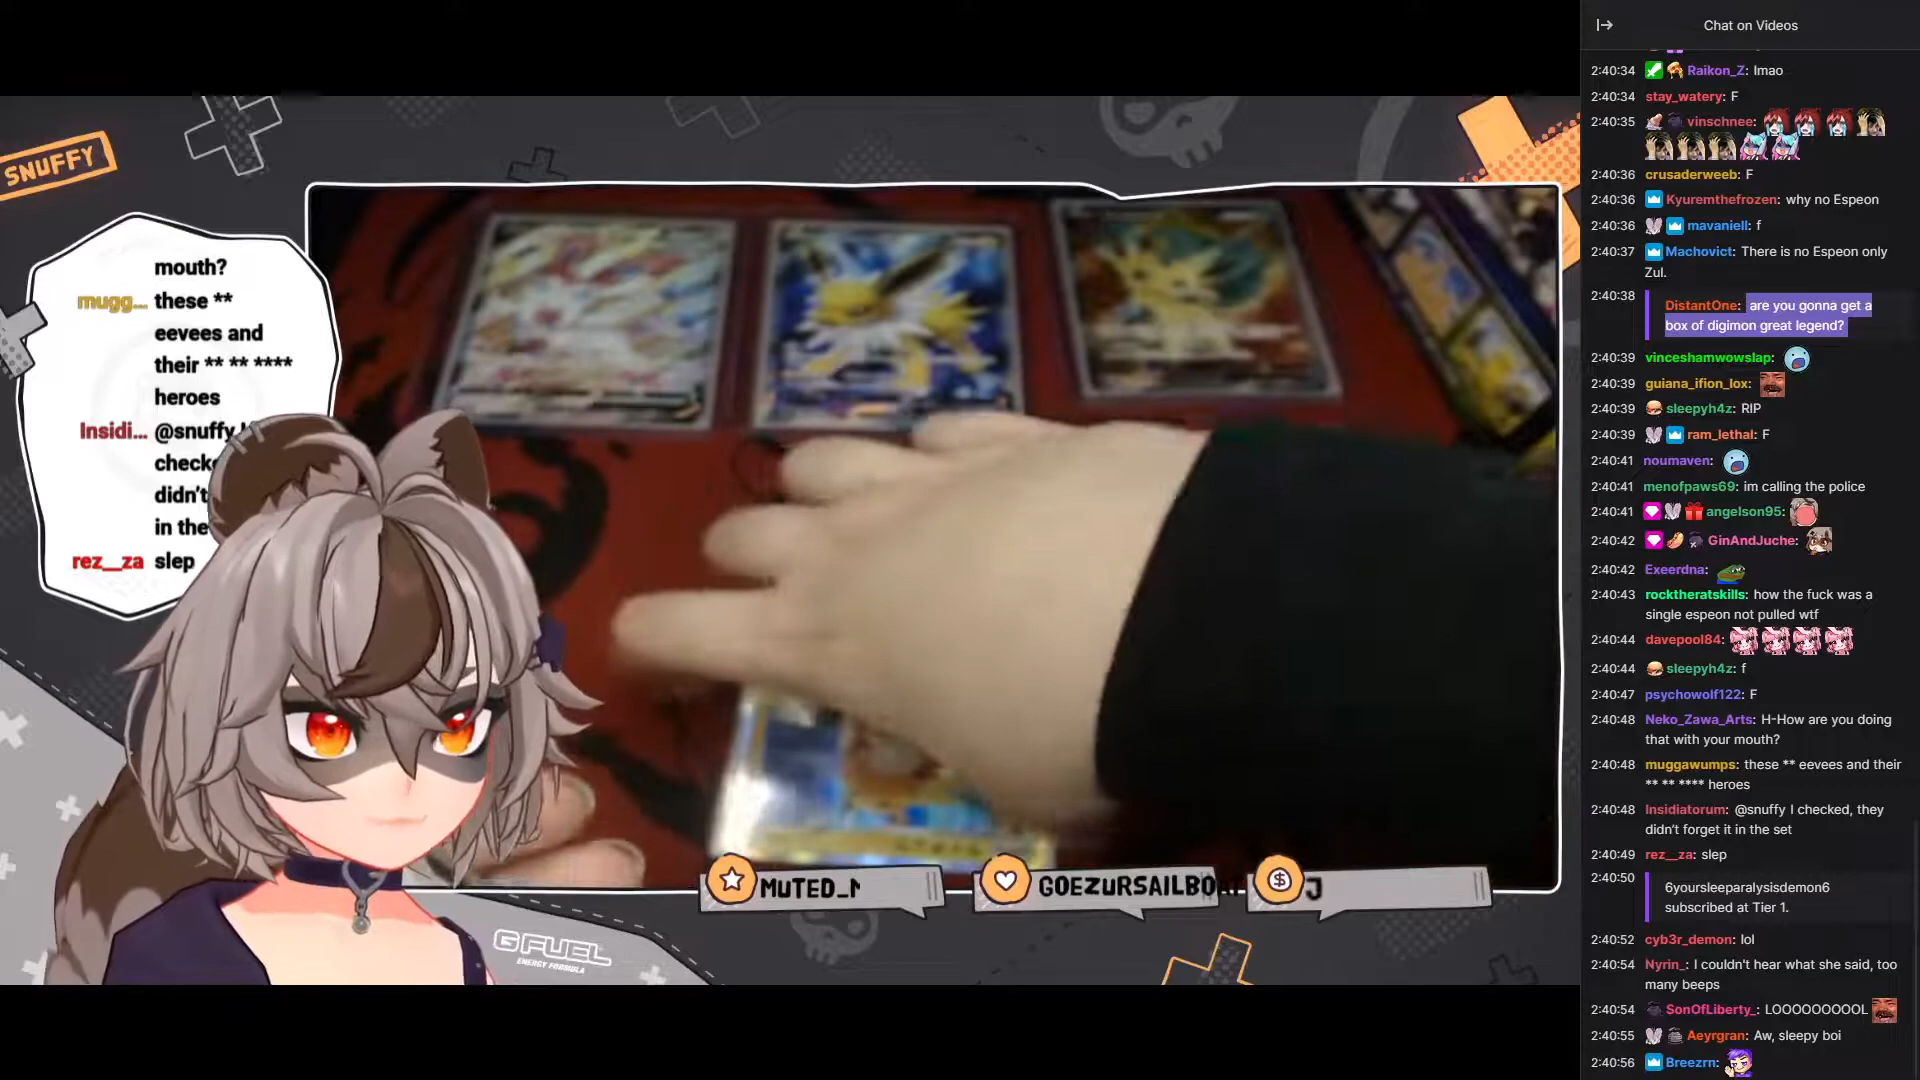 SNUFFY
mouth?
mugg... these **
eevees and
their ** ** ****
heroes
Insidi... @snuffy
check
didn't
in the
rez__za slep
MUTED_
GOEZURSAILBOAT
J
G FUEL
ENERGY FORMULA
Chat on Videos
2:40:34 Raikon_Z: lmao
2:40:34 stay_watery: F
2:40:35 vinschnee:
2:40:36 crusaderweeb: F
2:40:36 Kyuremthefrozen: why no Espeon
2:40:36 mavaniell: f
2:40:37 Machovict: There is no Espeon only
Zul.
2:40:38 DistantOne: are you gonna get a
box of digimon great legend?
2:40:39 vinceshamwowslap:
2:40:39 guiana_ifion_lox:
2:40:39 sleepyh4z: RIP
2:40:39 ram_lethal: F
2:40:41 noumaven:
2:40:41 menofpaws69: im calling the police
2:40:41 angelson95:
2:40:42 GinAndJuche:
2:40:42 Exeerdna:
2:40:43 rocktheratskills: how the fuck was a
single espeon not pulled wtf
2:40:44 davepool84:
2:40:44 sleepyh4z: f
2:40:47 psychowolf122: F
2:40:48 Neko_Zawa_Arts: H-How are you doing
that with your mouth?
2:40:48 muggawumps: these ** eevees and their
** ** **** heroes
2:40:48 Insidiatorum: @snuffy I checked, they
didn't forget it in the set
2:40:49 rez__za: slep
2:40:50 6yoursleeparalysisdemon6
subscribed at Tier 1.
2:40:52 cyb3r_demon: lol
2:40:54 Nyrin_: I couldn't hear what she said, too
many beeps
2:40:54 SonOfLiberty_: LOOOOOOOOOL
2:40:55 Aeyrgran: Aw, sleepy boi
2:40:56 Breezrn: